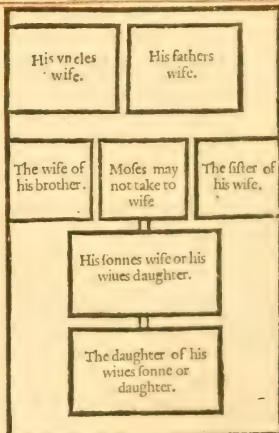 His vncles
wife.
His fathers
wife.
The wife of
his brother.
Moſes may
not take to
wife
The ſiſter of
his wife.
His ſonnes wife or his
wiues daughter.
The daughter of his
wiues ſonne or
daughter.